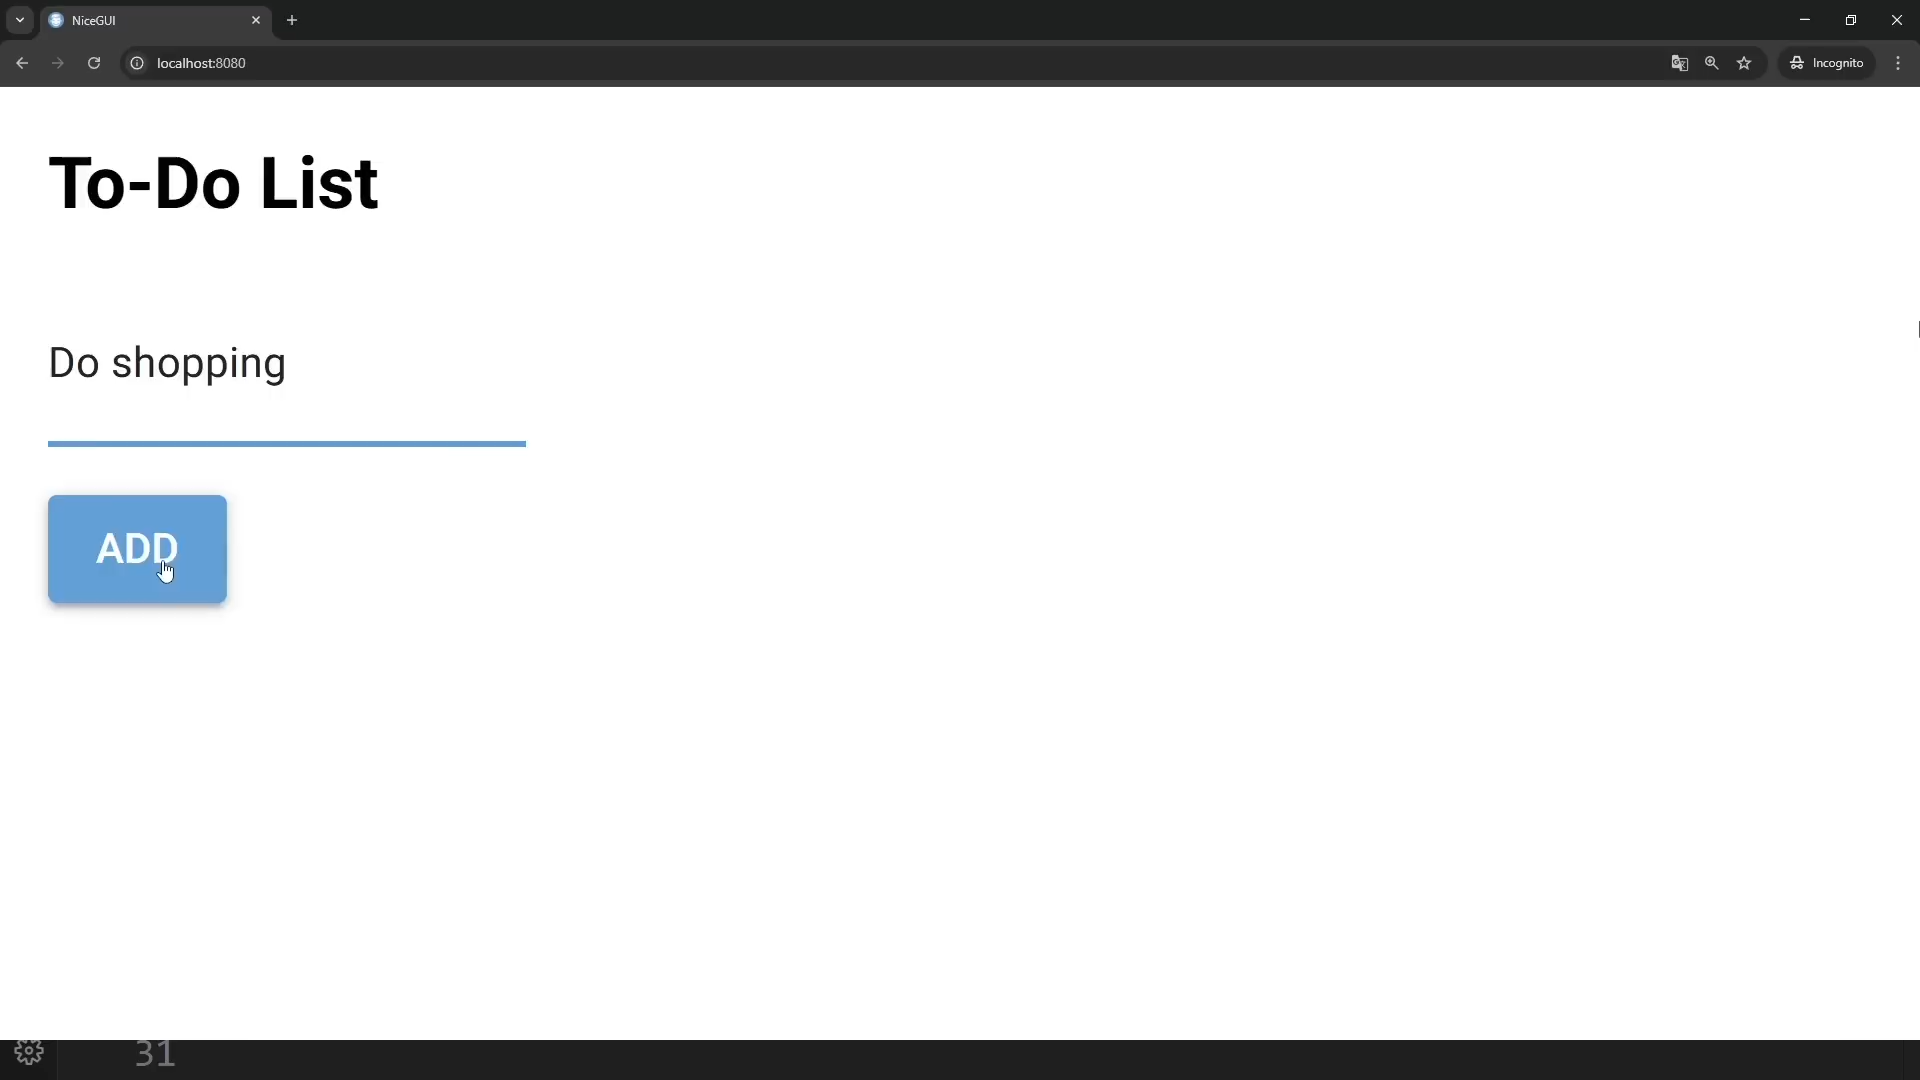 NiceGUI
localhost:8080
Incognito
To-Do List
Do shopping
ADD
31